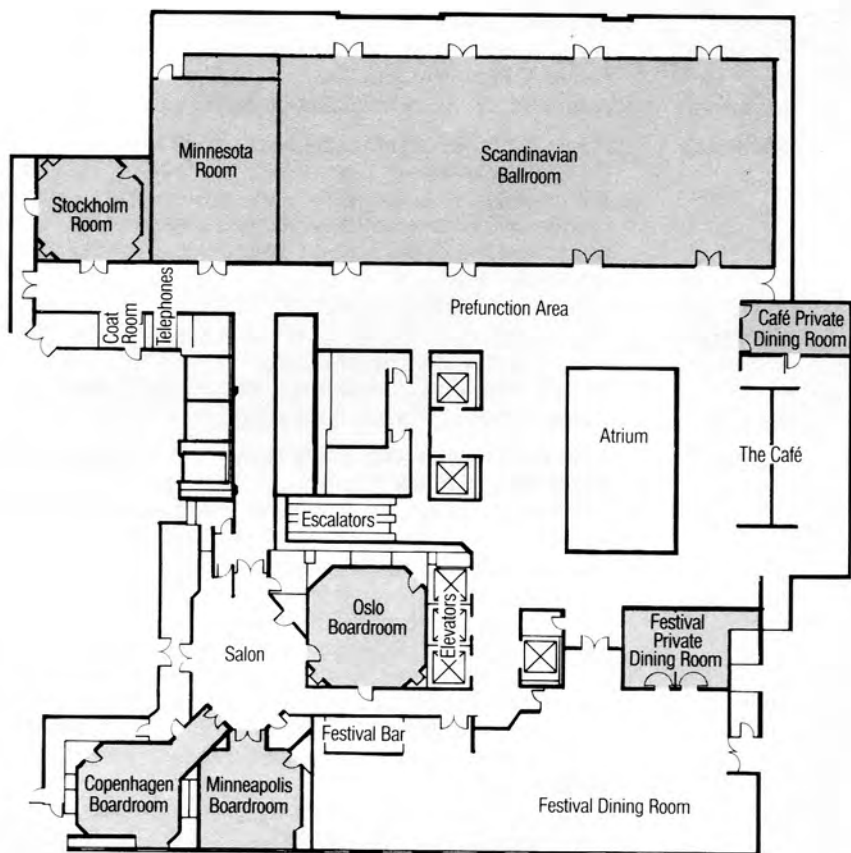 Minnesota
Room
Scandinavian
Ballroom
Stockholm
Room
Coat
Room
Telephones
Prefunction Area
Café Private
Dining Room
Atrium
The Café
Escalators
Oslo
Boardroom
Elevators
Festival
Private
Dining Room
Salon
Festival Bar
Copenhagen
Boardroom
Minneapolis
Boardroom
Festival Dining Room